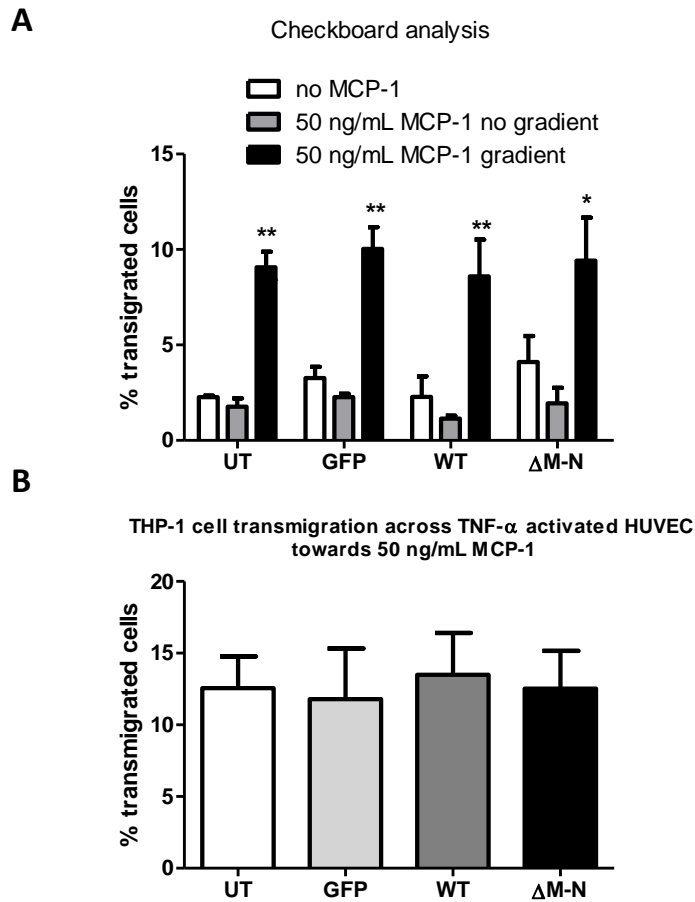 A
Checkboard analysis
no MCP-1
50 ng/mL MCP-1 no gradient
50 ng/mL MCP-1 gradient
15
10
5
0
% transigrated cells
**
**
**
*
UT
GFP
WT
ΔM-N
B
THP-1 cell transmigration across TNF-α activated HUVEC
towards 50 ng/mL MCP-1
20
15
10
5
0
% transmigrated cells
UT
GFP
WT
ΔM-N